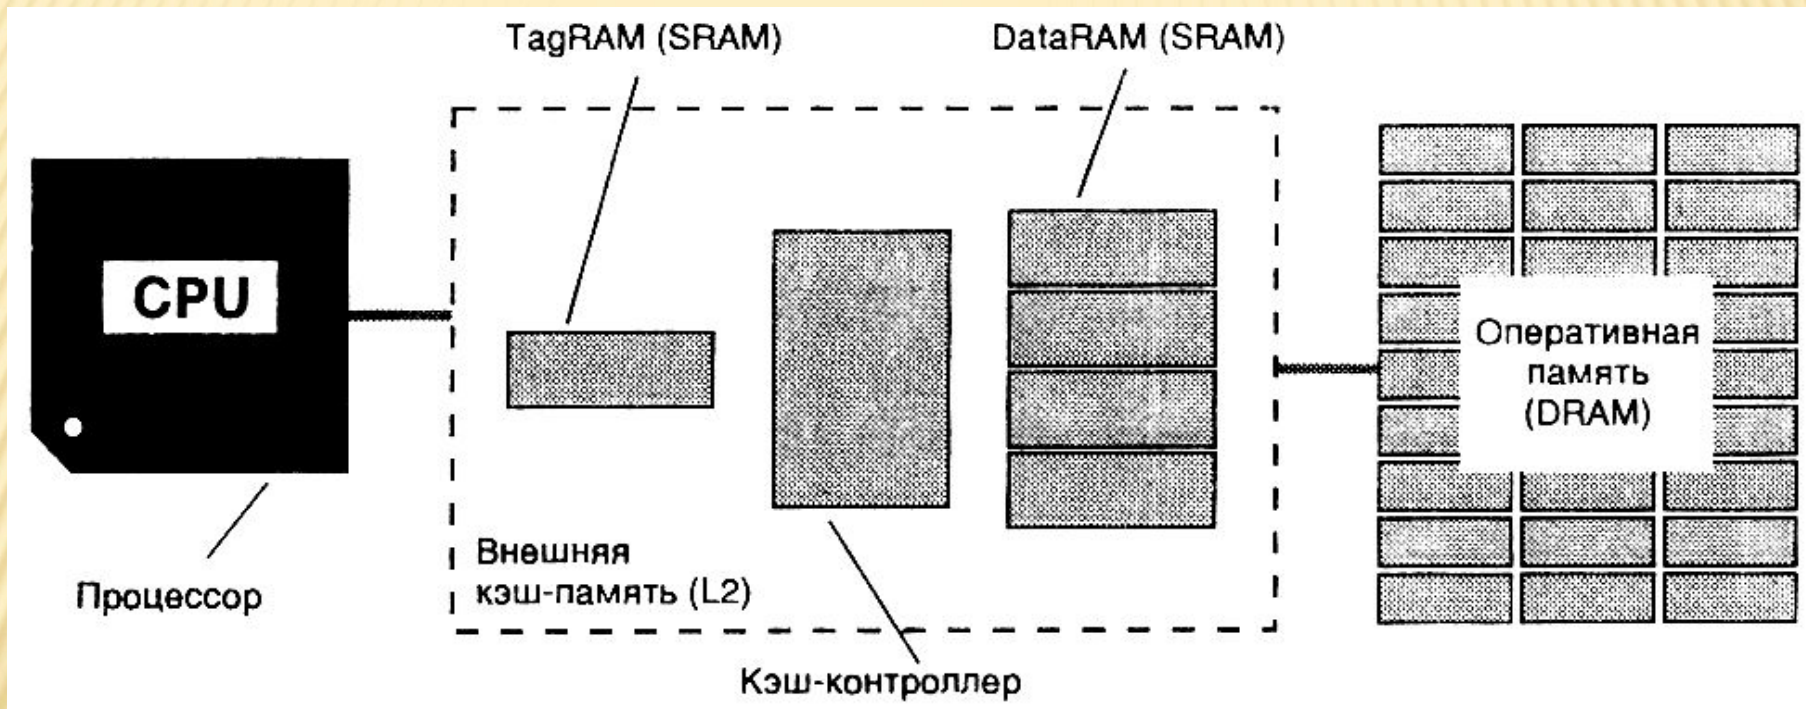 TagRAM (SRAM)
DataRAM (SRAM)
CPU
Оперативная
память
(DRAM)
Внешняя
кэш-память (L2)
Процессор
Кэш-контроллер